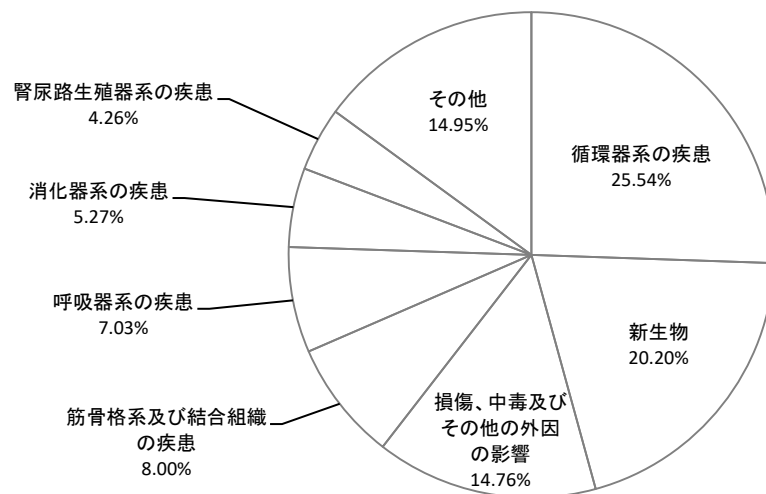 循環器系の疾患
25.54%
新生物
20.20%
損傷、中毒及び
その他の外因
の影響
14.76%
筋骨格系及び結合組織
の疾患
8.00%
呼吸器系の疾患
7.03%
消化器系の疾患
5.27%
腎尿路生殖器系の疾患
4.26%
その他
14.95%